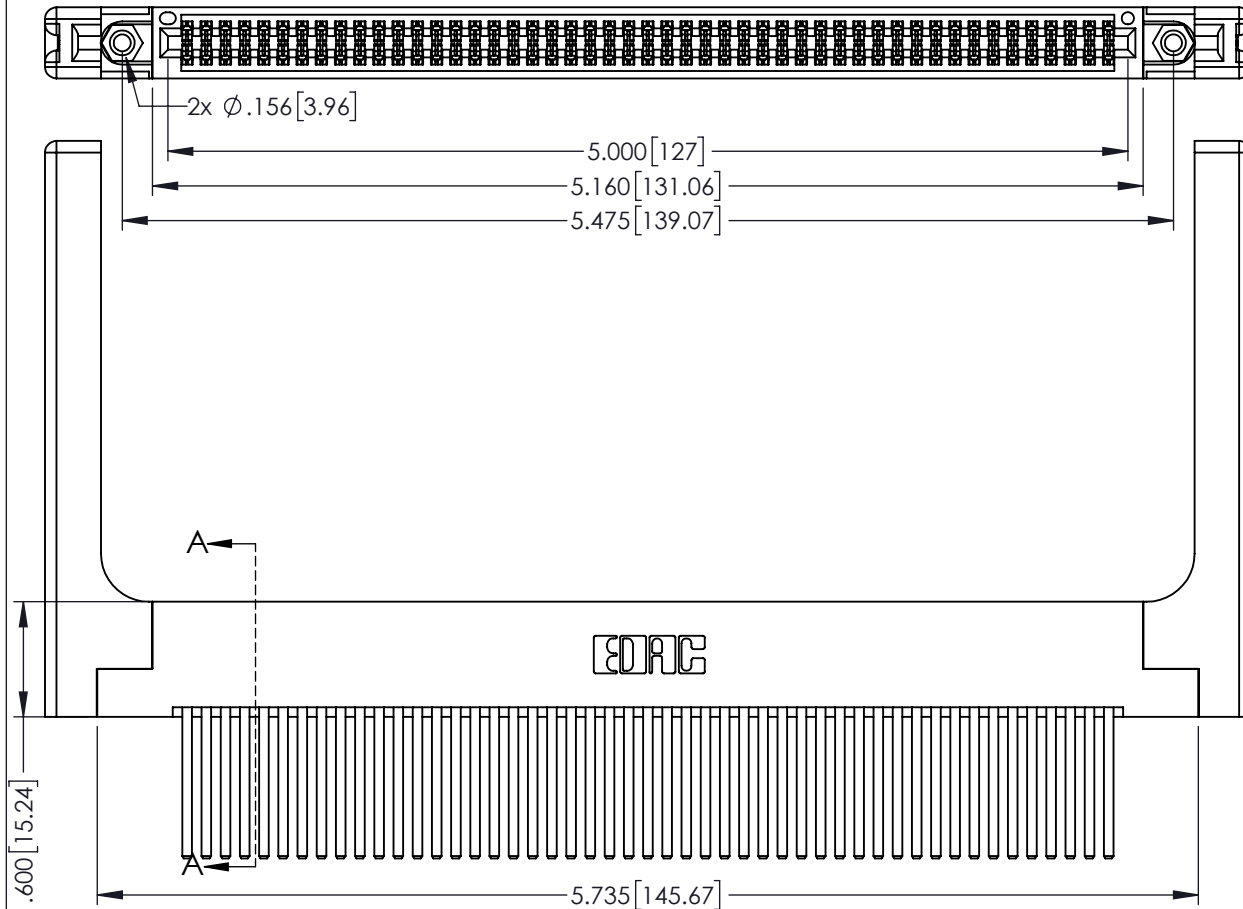 2x ∅.156[3.96]
5.000[127]
5.160[131.06]
5.475[139.07]
A
EDAC
.600[15.24]
A
5.735[145.67]